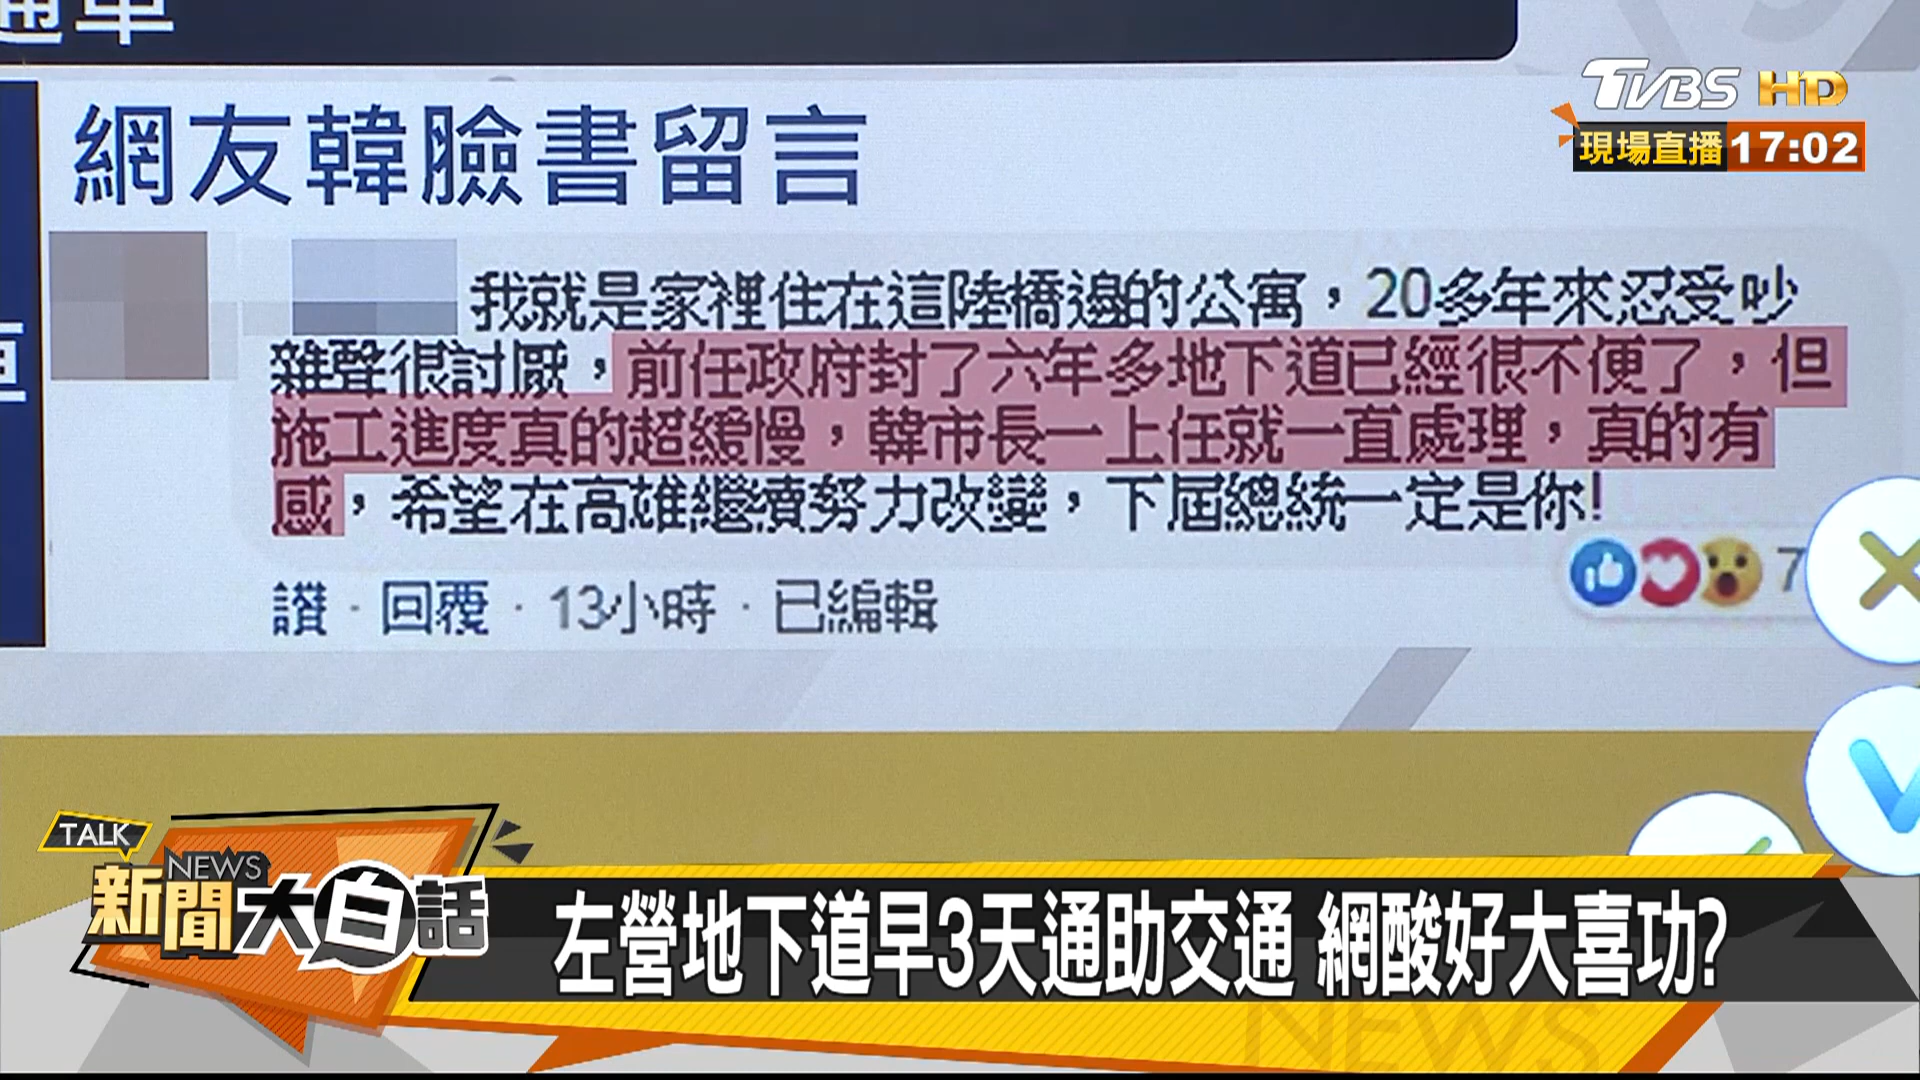 通車
網友韓臉書留言
TVBS HD
現場直播 17:02
我就是家裡住在這陸橋邊的公寓，20多年來忍受吵
雜聲很討厭，前任政府封了六年多地下道已經很不便了，但
施工進度真的超緩慢，韓市長一上任就一直處理，真的有
感，希望在高雄繼續努力改變，下屆總統一定是你!
讚 · 回覆 · 13小時 · 已編輯
7
TALK
NEWS
新聞大白話
左營地下道早3天通助交通 網酸好大喜功?
NEWS